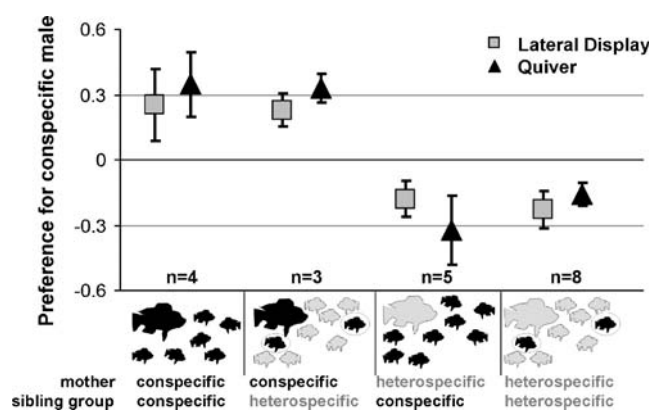 Preference for conspecific male
0.6
0.3
0
-0.3
-0.6
Lateral Display
Quiver
n=4 n=3 n=5 n=8
mother conspecific conspecific heterospecific heterospecific
sibling group conspecific heterospecific conspecific heterospecific